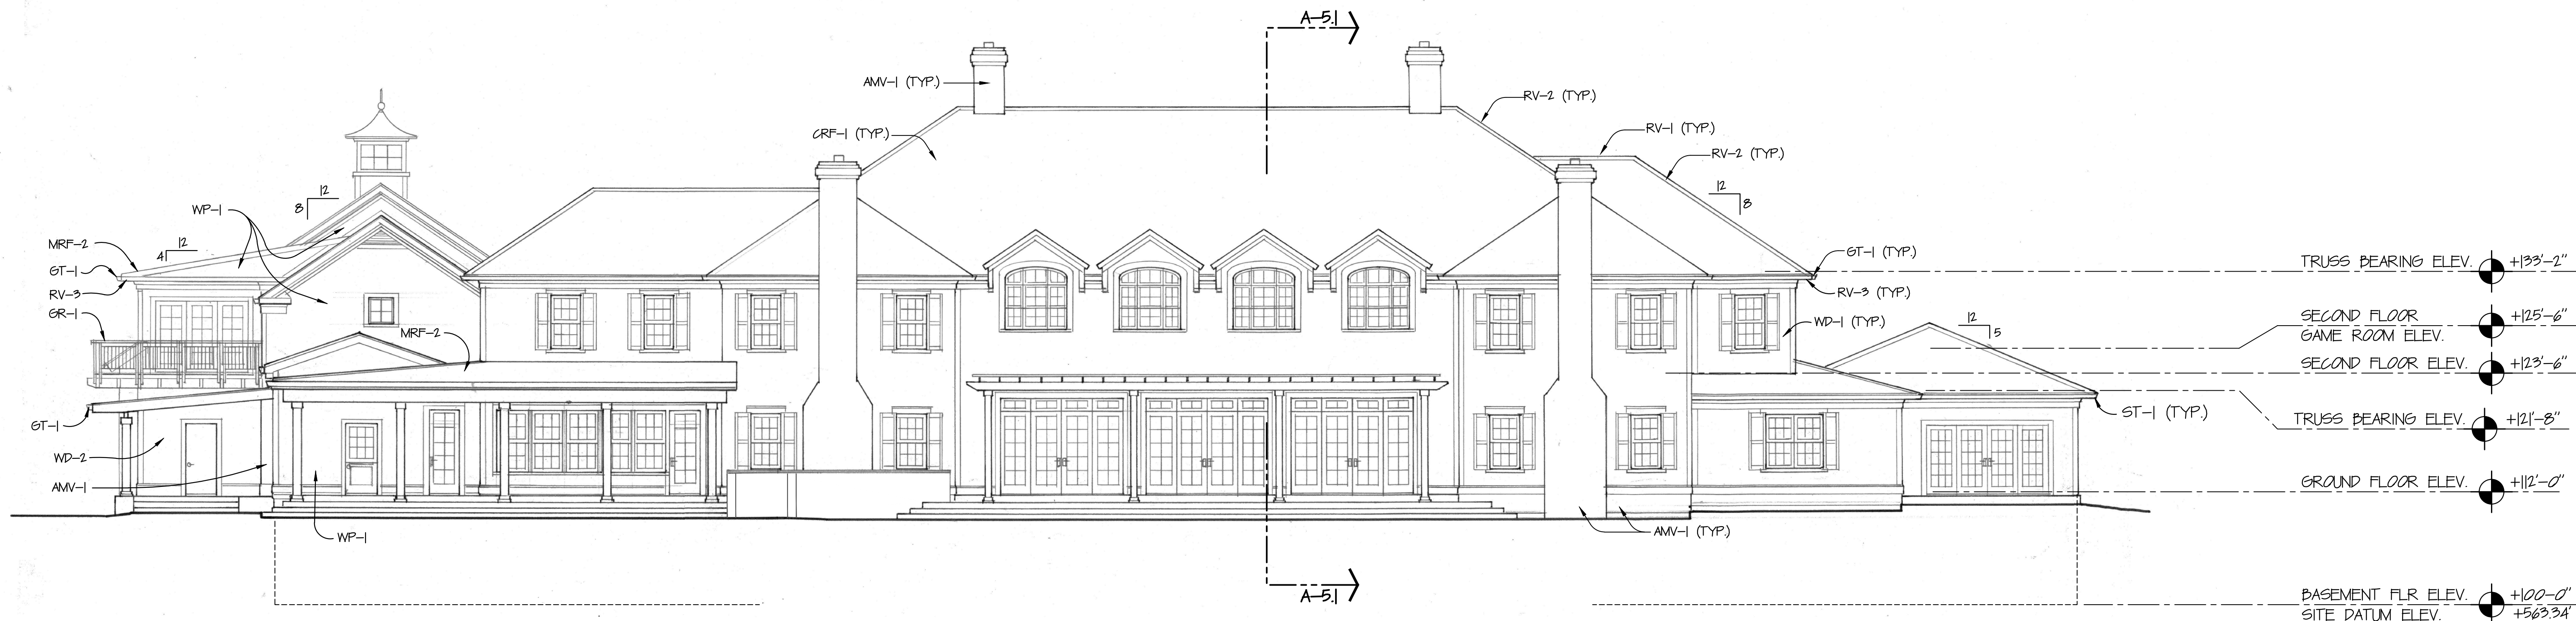 A-5.1
AMV-1 (TYP.)
RV-2 (TYP.)
CRF-1 (TYP.)
RV-1 (TYP.)
RV-2 (TYP.)
12
8
WP-1
12
8
MRF-2
12
4
GT-1
RV-3
GR-1
MRF-2
GT-1 (TYP.)
RV-3 (TYP.)
WD-1 (TYP.)
12
5
TRUSS BEARING ELEV. +133'-2"
SECOND FLOOR +125'-6"
GAME ROOM ELEV.
SECOND FLOOR ELEV. +123'-6"
ST-1 (TYP.)
TRUSS BEARING ELEV. +121'-8"
GT-1
WD-2
AMV-1
GROUND FLOOR ELEV. +112'-0"
WP-1
AMV-1 (TYP.)
A-5.1
BASEMENT FLR ELEV. +100-0"
SITE DATUM ELEV. +563.34'